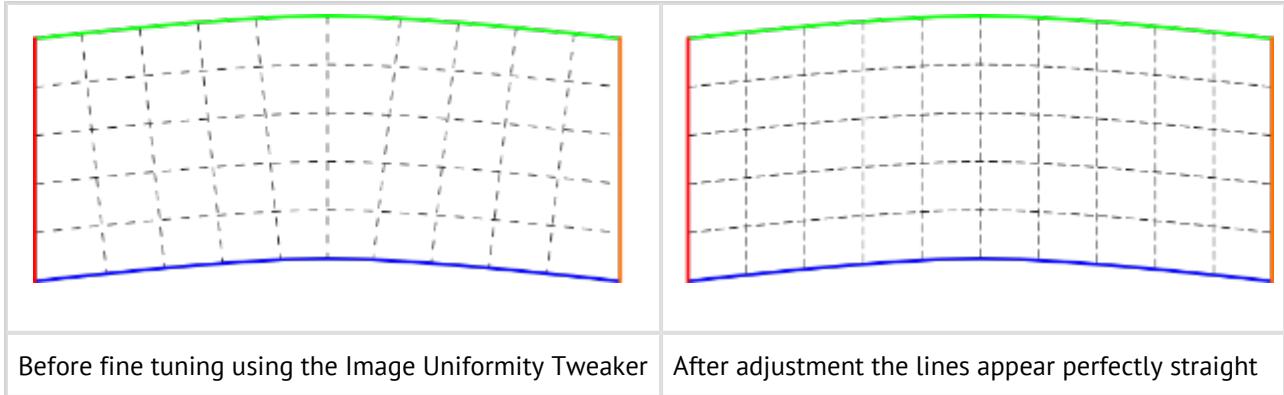 Before fine tuning using the Image Uniformity Tweaker
After adjustment the lines appear perfectly straight